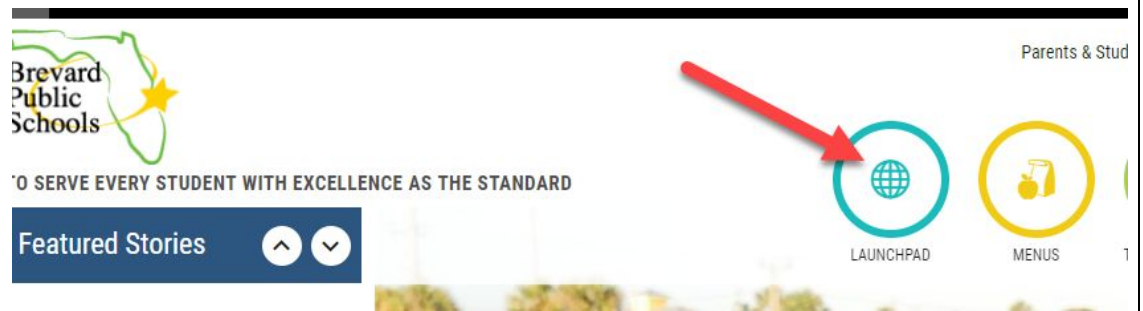 Brevard
Public
Schools
Parents & Stud
TO SERVE EVERY STUDENT WITH EXCELLENCE AS THE STANDARD
Featured Stories
LAUNCHPAD
MENUS
T